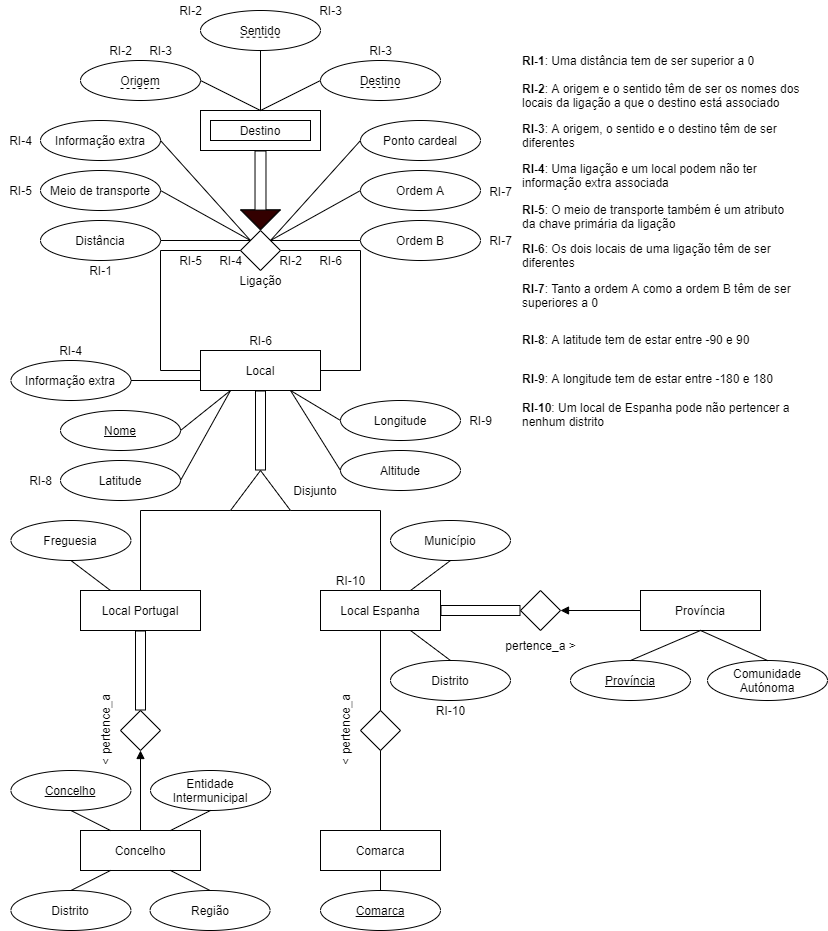 RI-2
RI-3
Sentido
RI-2
RI-3
RI-3
Origem
Destino
Destino
RI-4
Informação extra
Ponto cardeal
RI-5
Meio de transporte
Ordem A
RI-7
Distância
Ordem B
RI-7
RI-1
RI-5
RI-4
RI-2
RI-6
Ligação
RI-6
RI-4
Local
Informação extra
Nome
Longitude
RI-9
RI-8
Latitude
Altitude
Disjunto
RI-1: Uma distância tem de ser superior a 0
RI-2: A origem e o sentido têm de ser os nomes dos
locais da ligação a que o destino está associado
RI-3: A origem, o sentido e o destino têm de ser
diferentes
RI-4: Uma ligação e um local podem não ter
informação extra associada
RI-5: O meio de transporte também é um atributo
da chave primária da ligação
RI-6: Os dois locais de uma ligação têm de ser
diferentes
RI-7: Tanto a ordem A como a ordem B têm de ser
superiores a 0
RI-8: A latitude tem de estar entre -90 e 90
RI-9: A longitude tem de estar entre -180 e 180
RI-10: Um local de Espanha pode não pertencer a
nenhum distrito
Freguesia
Município
RI-10
Local Portugal
Local Espanha
Província
pertence_a >
Distrito
RI-10
Província
Comunidade
Autónoma
< pertence_a
< pertence_a
Concelho
Entidade
Intermunicipal
Concelho
Comarca
Distrito
Região
Comarca